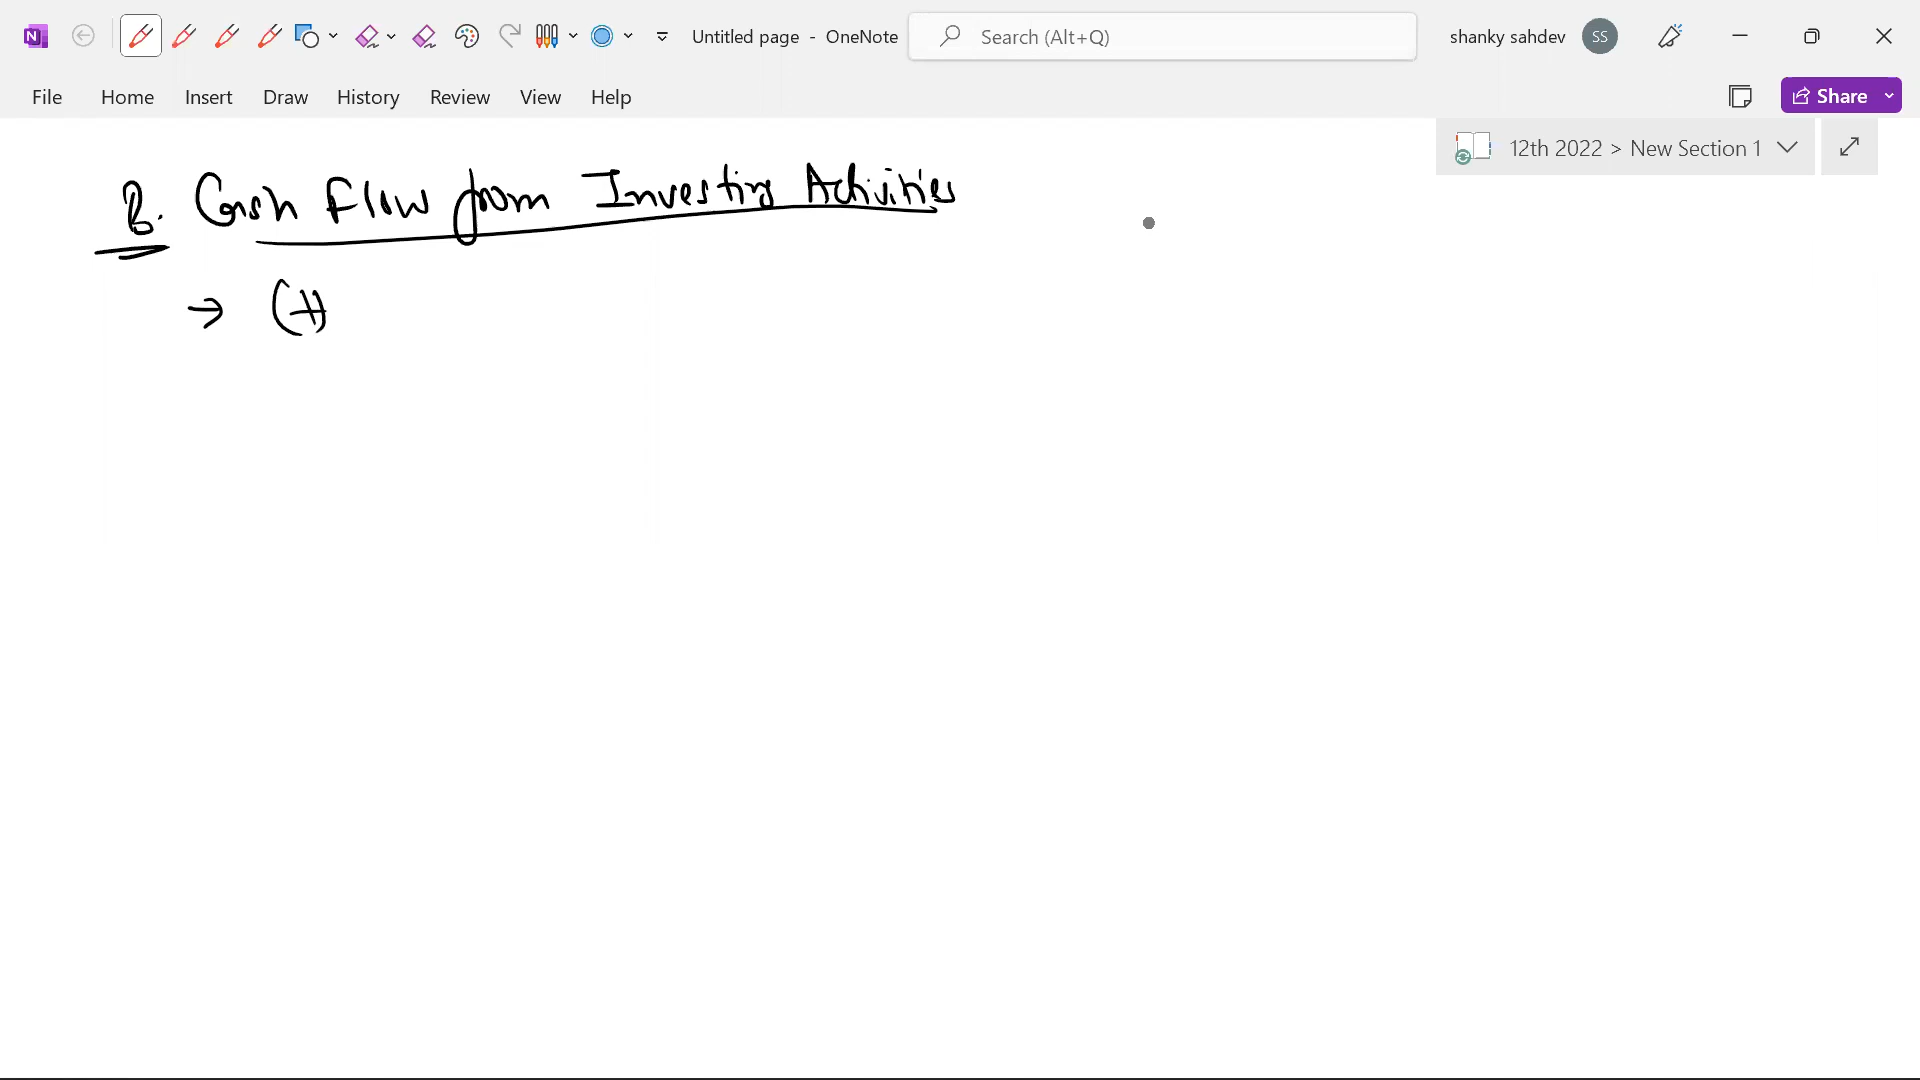 Untitled page - OneNote
Search (Alt+Q)
shanky sahdev
SS
File Home Insert Draw History Review View Help
Share
12th 2022 > New Section 1
B. Cash Flow from Investing Activities
→ (+)